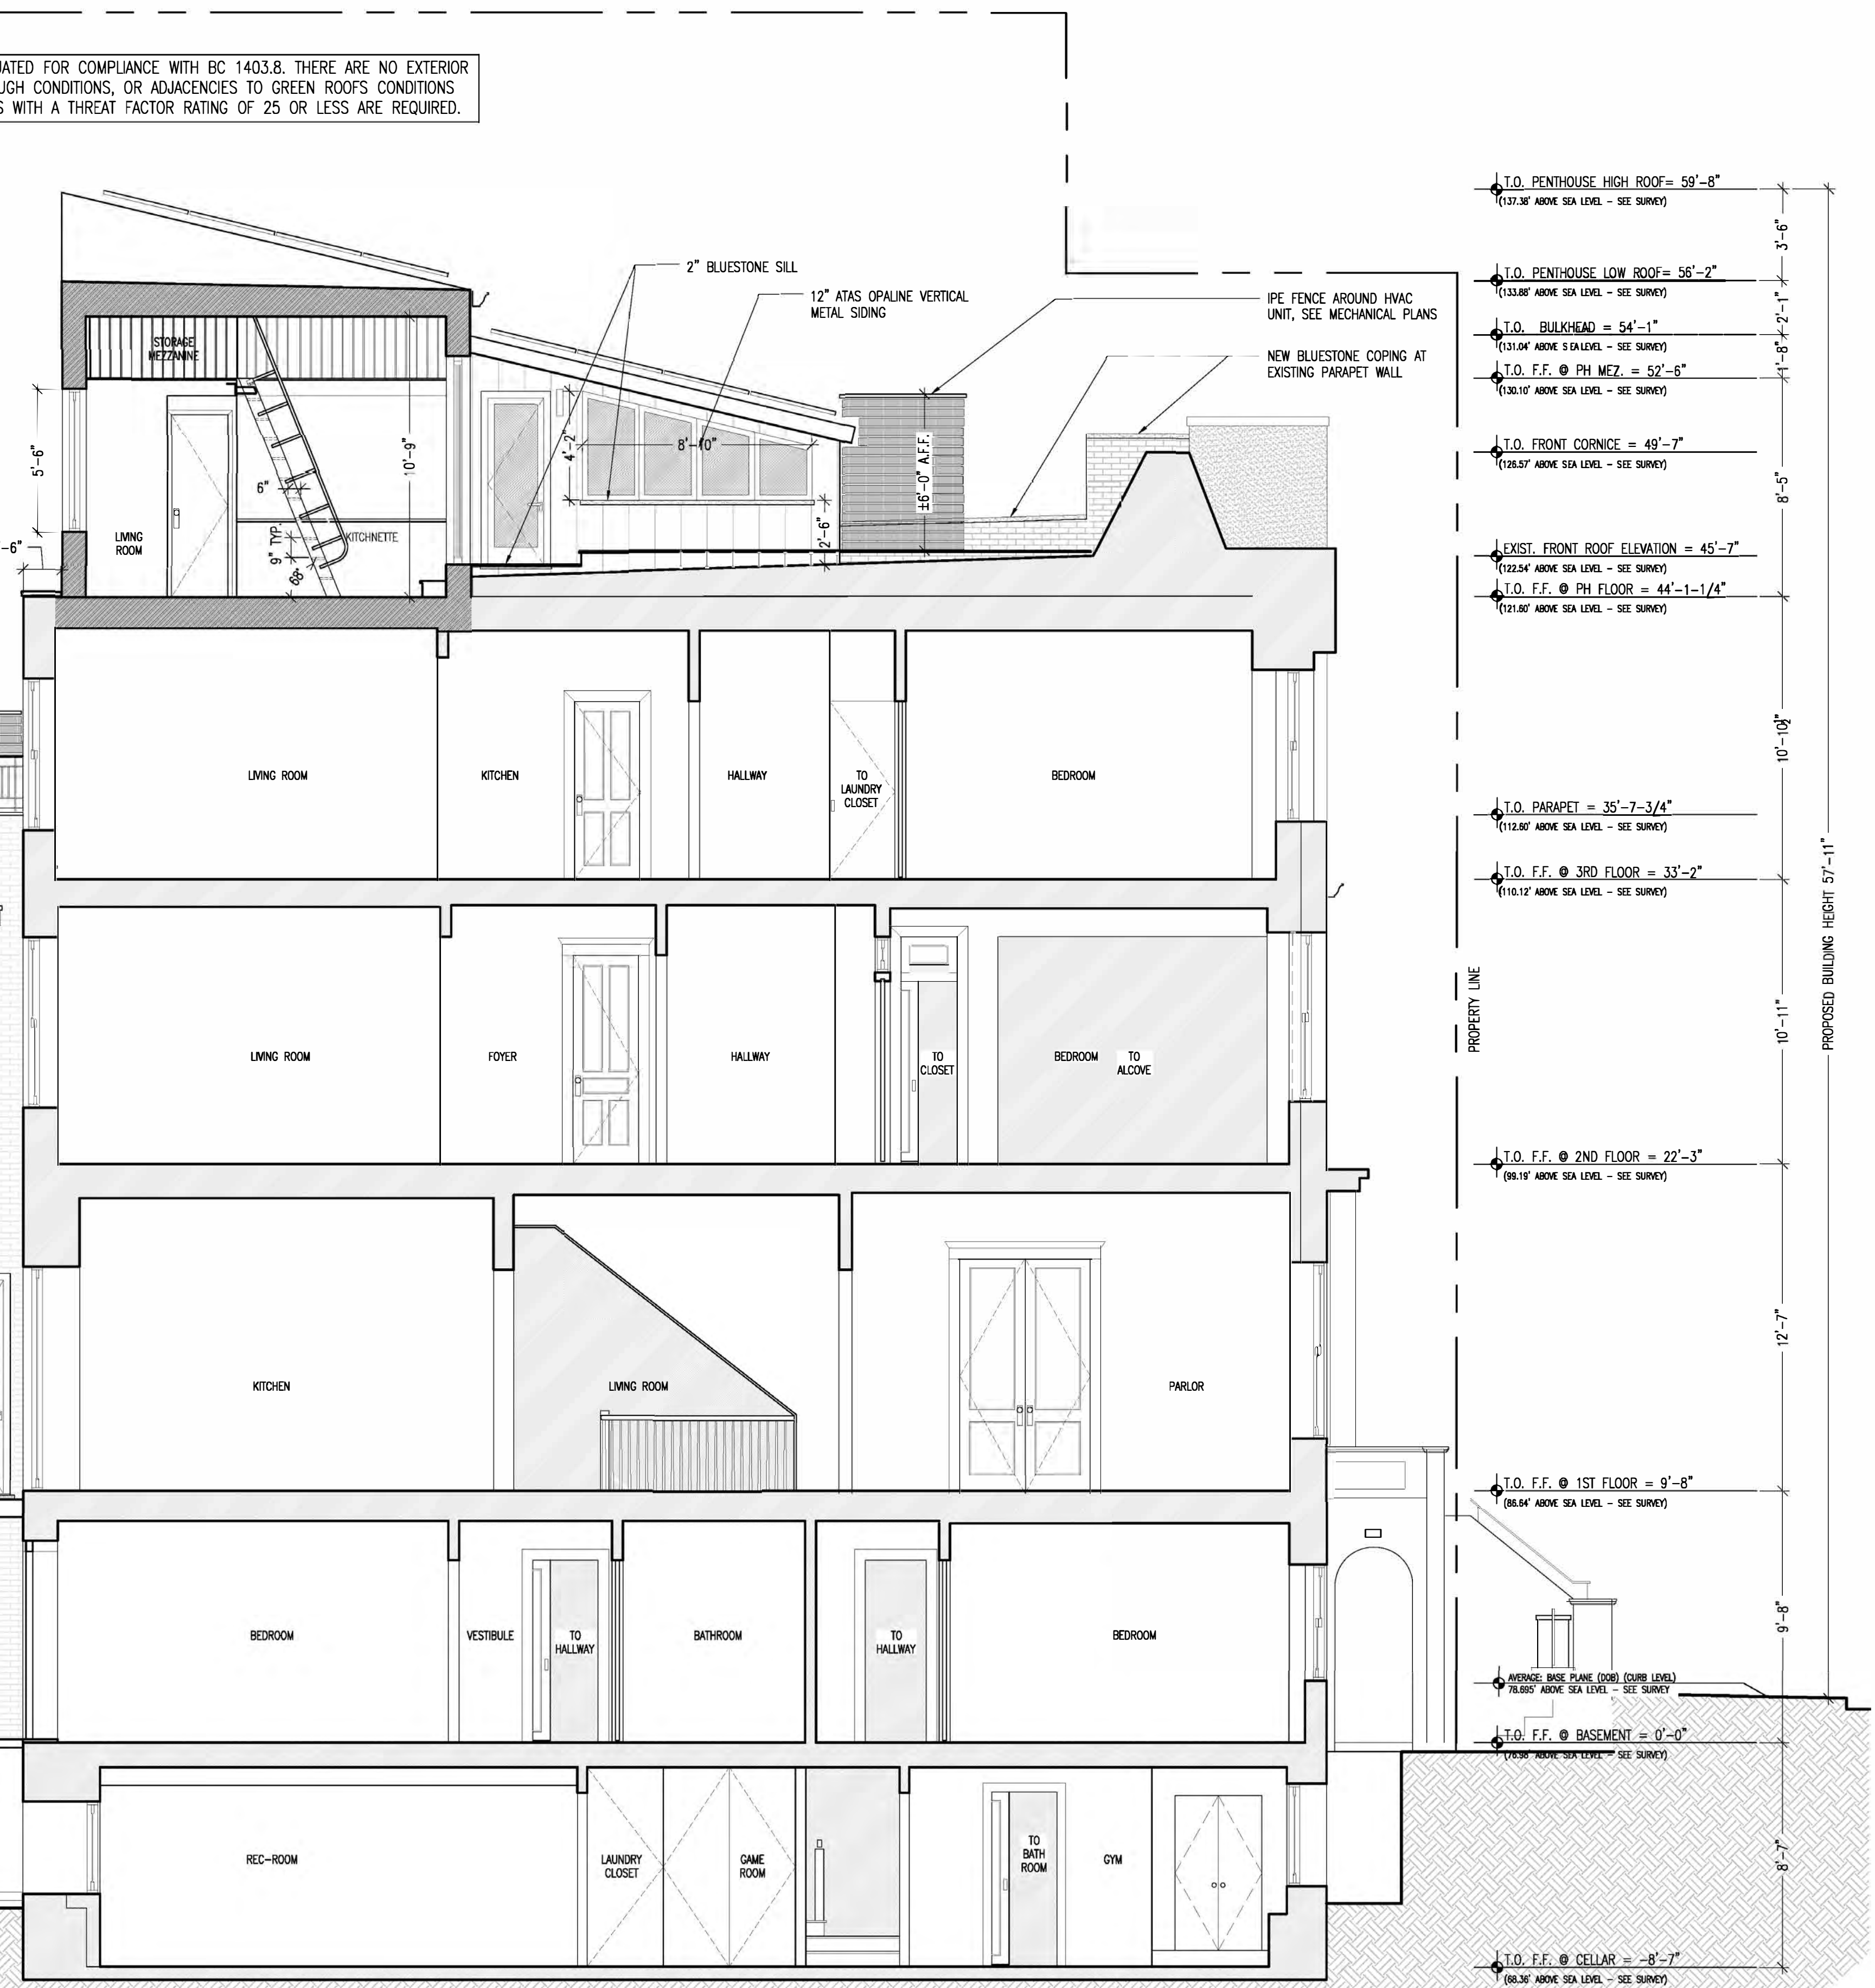 UATED FOR COMPLIANCE WITH BC 1403.8. THERE ARE NO EXTERIOR
UGH CONDITIONS, OR ADJACENCIES TO GREEN ROOFS CONDITIONS
S WITH A THREAT FACTOR RATING OF 25 OR LESS ARE REQUIRED.
T.O. PENTHOUSE HIGH ROOF= 59'-8"
(137.38' ABOVE SEA LEVEL - SEE SURVEY)
3'-6"
T.O. PENTHOUSE LOW ROOF= 56'-2"
(133.88' ABOVE SEA LEVEL - SEE SURVEY)
2'-1"
T.O. BULKHEAD = 54'-1"
(131.04' ABOVE S EA LEVEL - SEE SURVEY)
1'-8"
T.O. F.F. @ PH MEZ. = 52'-6"
(130.10' ABOVE SEA LEVEL - SEE SURVEY)
T.O. FRONT CORNICE = 49'-7"
(126.57' ABOVE SEA LEVEL - SEE SURVEY)
8'-5"
EXIST. FRONT ROOF ELEVATION = 45'-7"
(122.54' ABOVE SEA LEVEL - SEE SURVEY)
T.O. F.F. @ PH FLOOR = 44'-1-1/4"
(121.60' ABOVE SEA LEVEL - SEE SURVEY)
2" BLUESTONE SILL
12" ATAS OPALINE VERTICAL
METAL SIDING
IPE FENCE AROUND HVAC
UNIT, SEE MECHANICAL PLANS
NEW BLUESTONE COPING AT
EXISTING PARAPET WALL
STORAGE
MEZZANINE
5'-6"
10'-9"
4'-2"
8'-10"
±6'-0" A.F.F.
2'-6"
6"
9" TYP.
68°
LIVING
ROOM
KITCHNETTE
-6"
LIVING ROOM
KITCHEN
HALLWAY
TO
LAUNDRY
CLOSET
BEDROOM
10'-10½"
T.O. PARAPET = 35'-7-3/4"
(112.60' ABOVE SEA LEVEL - SEE SURVEY)
T.O. F.F. @ 3RD FLOOR = 33'-2"
(110.12' ABOVE SEA LEVEL - SEE SURVEY)
PROPOSED BUILDING HEIGHT 57'-11"
PROPERTY LINE
LIVING ROOM
FOYER
HALLWAY
TO
CLOSET
BEDROOM
TO
ALCOVE
10'-11"
T.O. F.F. @ 2ND FLOOR = 22'-3"
(99.19' ABOVE SEA LEVEL - SEE SURVEY)
KITCHEN
LIVING ROOM
PARLOR
12'-7"
T.O. F.F. @ 1ST FLOOR = 9'-8"
(86.64' ABOVE SEA LEVEL - SEE SURVEY)
BEDROOM
VESTIBULE
TO
HALLWAY
BATHROOM
TO
HALLWAY
BEDROOM
9'-8"
AVERAGE: BASE PLANE (DOB) (CURB LEVEL)
78.695' ABOVE SEA LEVEL - SEE SURVEY
T.O. F.F. @ BASEMENT = 0'-0"
(76.98' ABOVE SEA LEVEL - SEE SURVEY)
REC-ROOM
LAUNDRY
CLOSET
GAME
ROOM
TO
BATH
ROOM
GYM
8'-7"
T.O. F.F. @ CELLAR = -8'-7"
(68.36' ABOVE SEA LEVEL - SEE SURVEY)